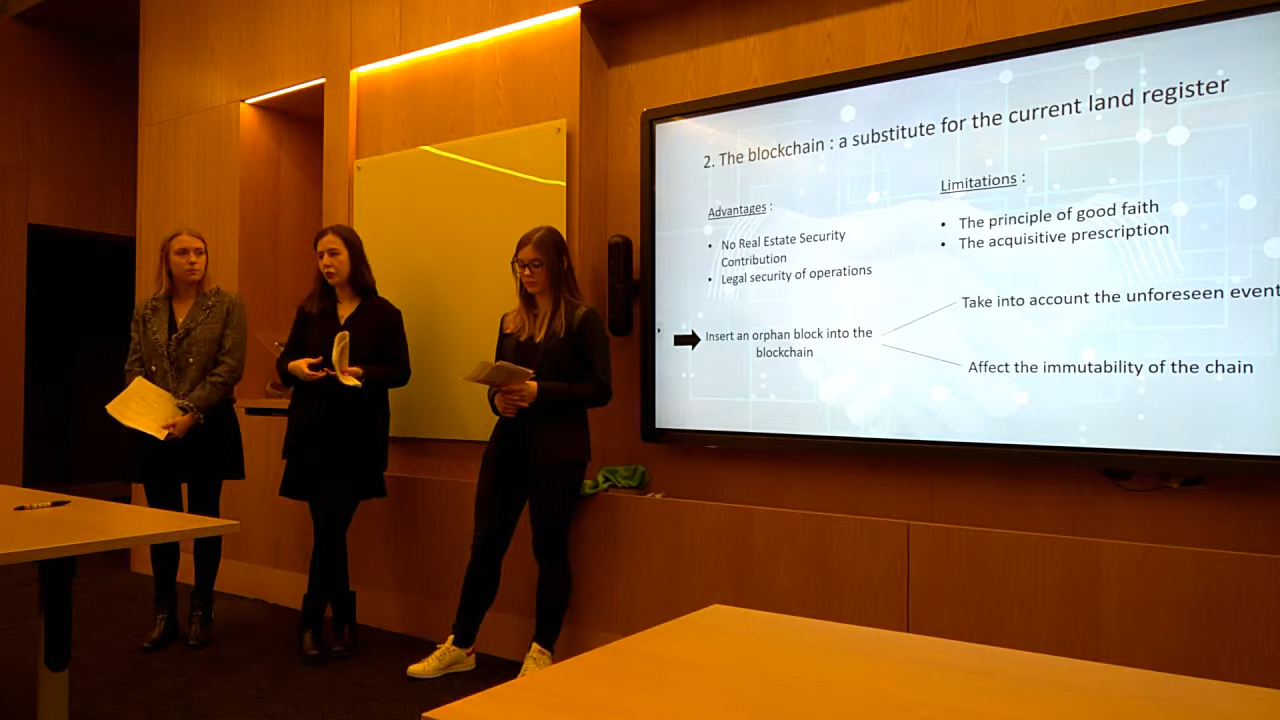 2. The blockchain : a substitute for the current land register
Advantages :
• No Real Estate Security
Contribution
• Legal security of operations
Limitations :
• The principle of good faith
• The acquisitive prescription
Insert an orphan block into the
blockchain
Take into account the unforeseen event
Affect the immutability of the chain